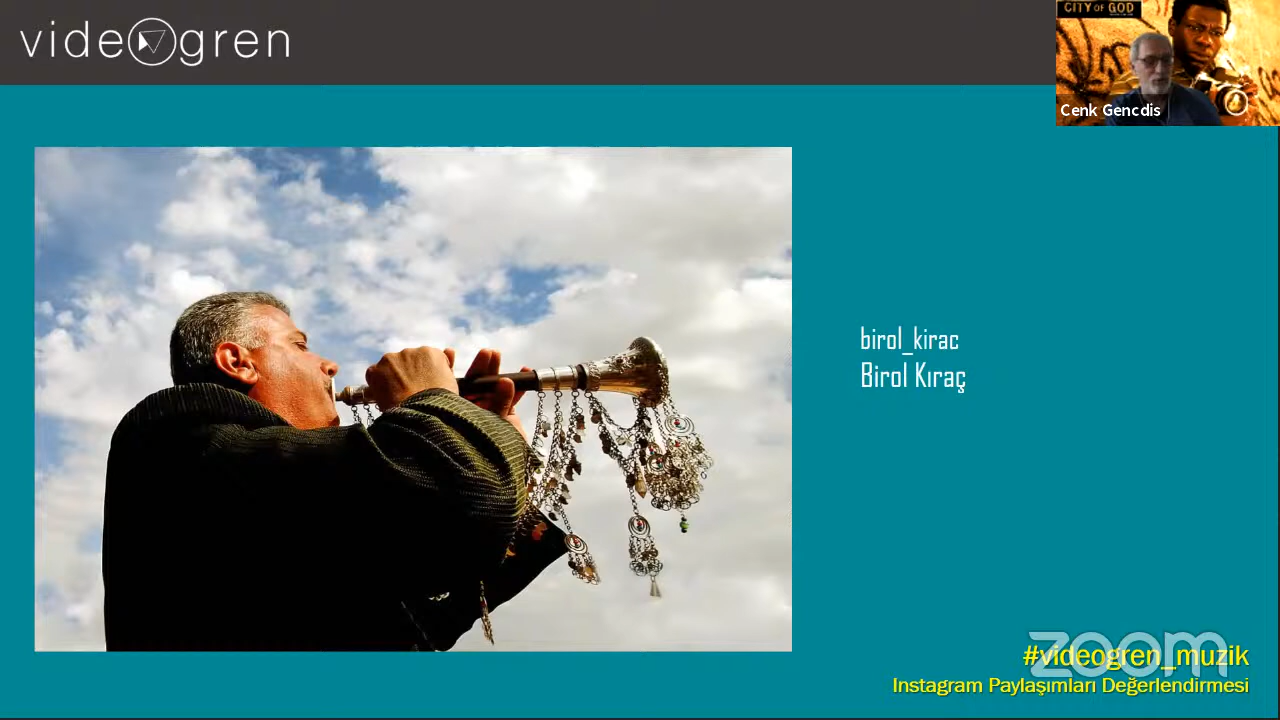 videogren
CITY OF GOD
Cenk Gencdis
birol_kirac
Birol Kıraç
zoom
#videogren_muzik
Instagram Paylaşımları Değerlendirmesi